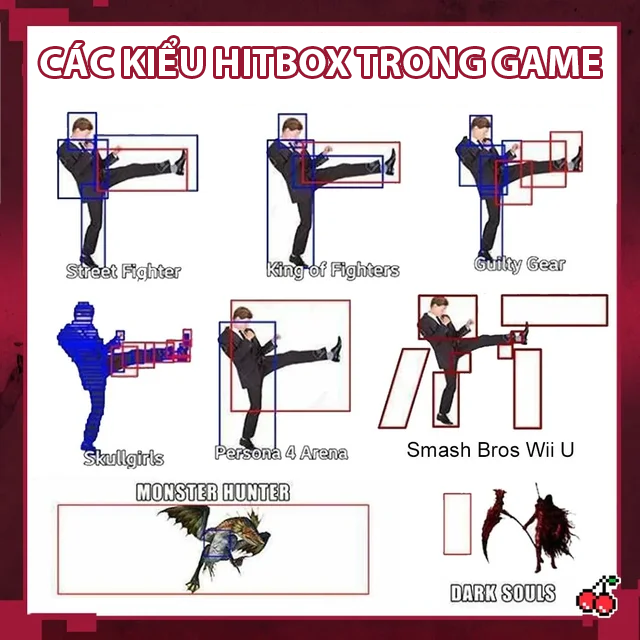 CÁC KIỂU HITBOX TRONG GAME
Street Fighter
King of Fighters
Guilty Gear
Skullgirls
Persona 4 Arena
Smash Bros Wii U
MONSTER HUNTER
DARK SOULS